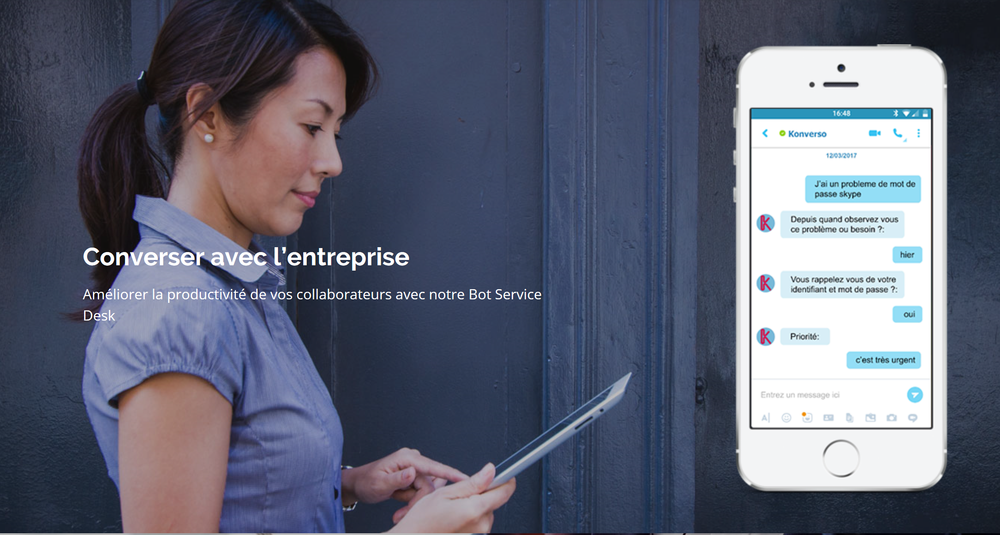 Converser avec l’entreprise
Améliorer la productivité de vos collaborateurs avec notre Bot Service
Desk
16:48
Konverso
12/03/2017
J'ai un probleme de mot de
passe skype
Depuis quand observez vous
ce problème ou besoin ?:
hier
Vous rappelez vous de votre
identifiant et mot de passe ?:
oui
Priorité:
c'est très urgent
Entrez un message ici